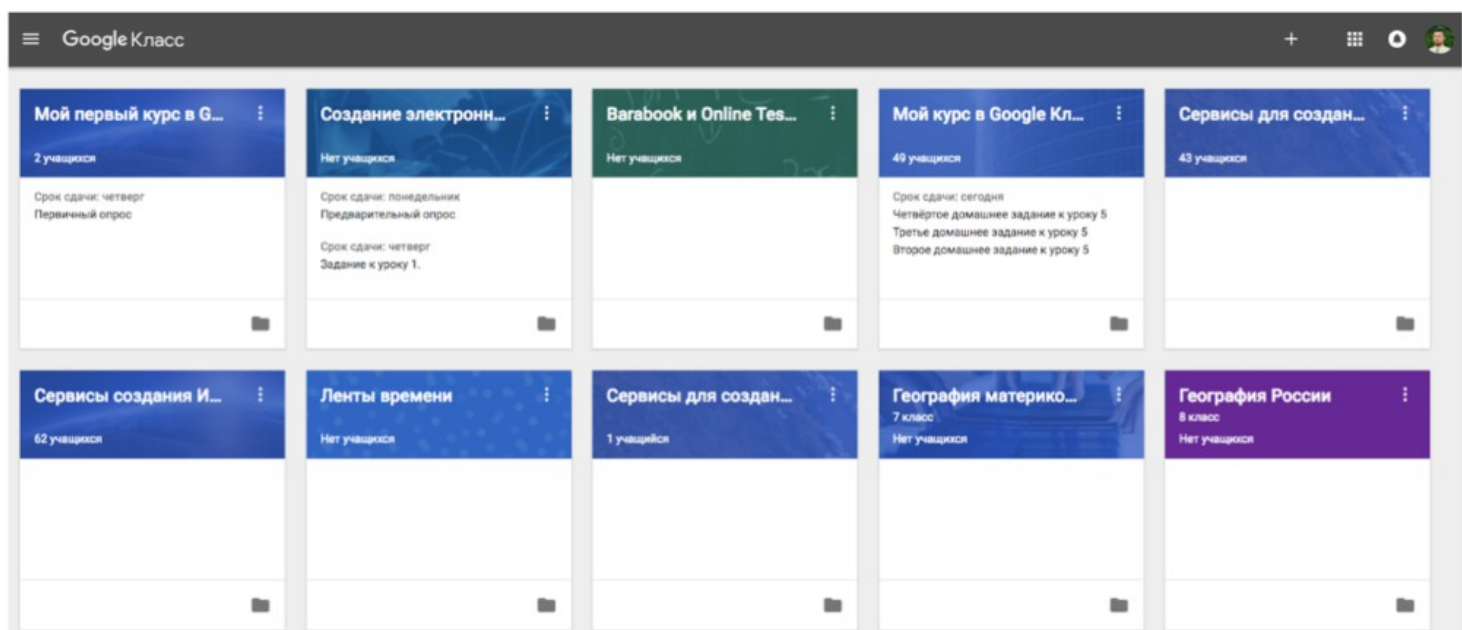 Google Класс
Мой первый курс в G...
2 учащихся
Срок сдачи: четверг
Первичный опрос
Создание электронн...
Нет учащихся
Срок сдачи: понедельник
Предварительный опрос
Срок сдачи: четверг
Задание к уроку 1.
Barabook и Online Tes...
Нет учащихся
Мой курс в Google Кл...
49 учащихся
Срок сдачи: сегодня
Четвёртое домашнее задание к уроку 5
Третье домашнее задание к уроку 5
Второе домашнее задание к уроку 5
Сервисы для создан...
43 учащихся
Сервисы создания И...
62 учащихся
Ленты времени
Нет учащихся
Сервисы для создан...
1 учащийся
География материко...
7 класс
Нет учащихся
География России
8 класс
Нет учащихся